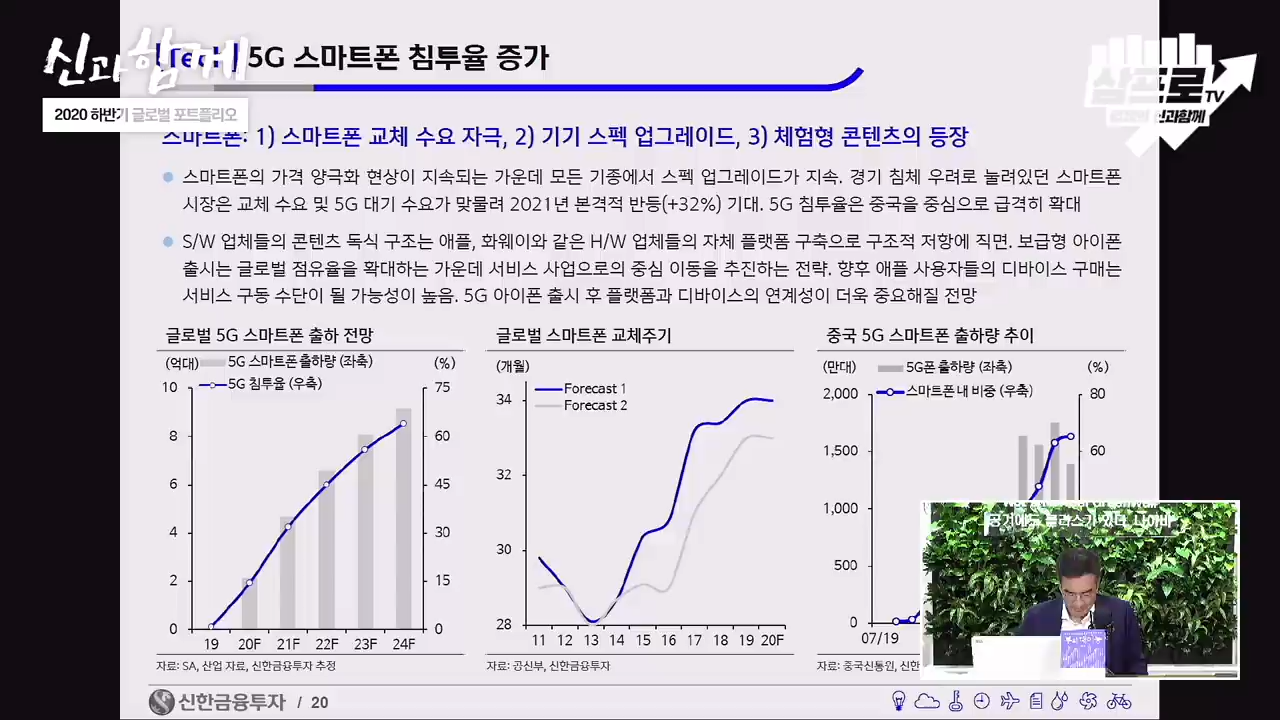 신과함께
2020 하반기 글로벌 포트폴리오
5G 스마트폰 침투율 증가
삼프로TV
신과함께
스마트폰: 1) 스마트폰 교체 수요 자극, 2) 기기 스펙 업그레이드, 3) 체험형 콘텐츠의 등장
스마트폰의 가격 양극화 현상이 지속되는 가운데 모든 기종에서 스펙 업그레이드가 지속. 경기 침체 우려로 눌려있던 스마트폰
시장은 교체 수요 및 5G 대기 수요가 맞물려 2021년 본격적 반등(+32%) 기대. 5G 침투율은 중국을 중심으로 급격히 확대
S/W 업체들의 콘텐츠 독식 구조는 애플, 화웨이와 같은 H/W 업체들의 자체 플랫폼 구축으로 구조적 저항에 직면. 보급형 아이폰
출시는 글로벌 점유율을 확대하는 가운데 서비스 사업으로의 중심 이동을 추진하는 전략. 향후 애플 사용자들의 디바이스 구매는
서비스 구동 수단이 될 가능성이 높음. 5G 아이폰 출시 후 플랫폼과 디바이스의 연계성이 더욱 중요해질 전망
글로벌 5G 스마트폰 출하 전망
(억대)
5G 스마트폰 출하량 (좌축)
(%)
5G 침투율 (우축)
10
8
6
4
2
0
75
60
45
30
15
0
19 20F 21F 22F 23F 24F
자료: SA, 산업 자료, 신한금융투자 추정
글로벌 스마트폰 교체주기
(개월)
Forecast 1
Forecast 2
34
32
30
28
11 12 13 14 15 16 17 18 19 20F
자료: 공신부, 신한금융투자
중국 5G 스마트폰 출하량 추이
(만대)
5G폰 출하량 (좌축)
(%)
스마트폰 내 비중 (우축)
2,000
1,500
1,000
500
0
80
60
07/19
자료: 중국신통원, 신한
신한금융투자 / 20